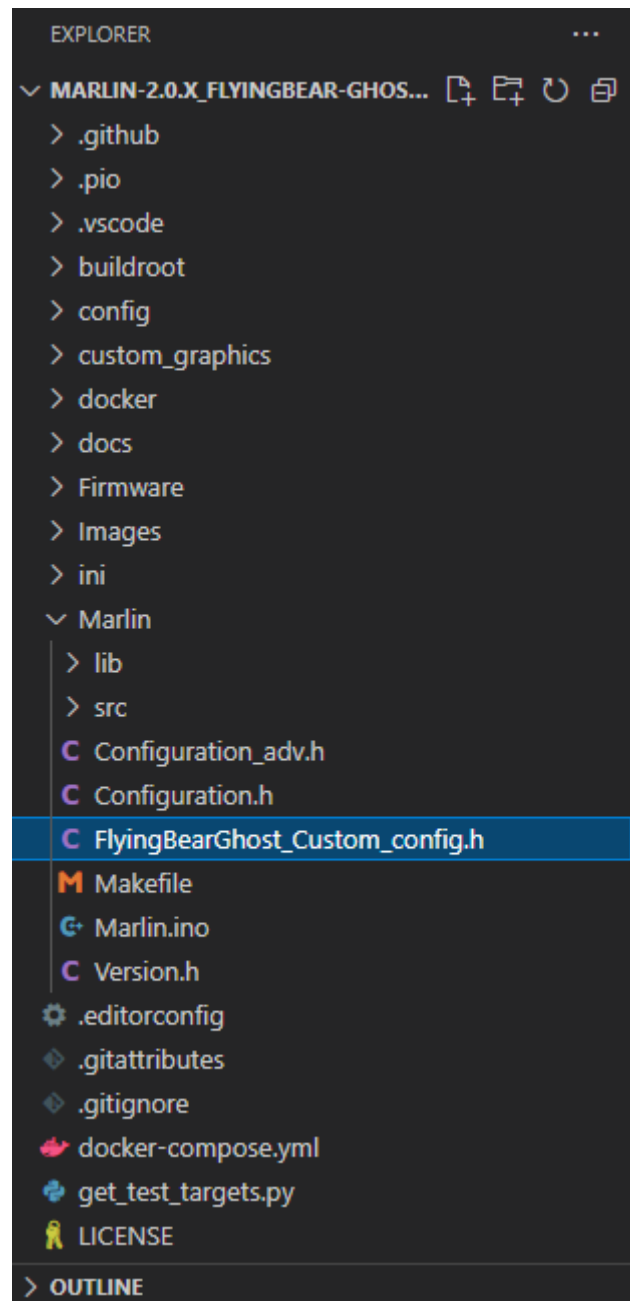 EXPLORER
MARLIN-2.0.X_FLYINGBEAR-GHOS...
.github
.pio
.vscode
buildroot
config
custom_graphics
docker
docs
Firmware
Images
ini
Marlin
lib
src
Configuration_adv.h
Configuration.h
FlyingBearGhost_Custom_config.h
Makefile
Marlin.ino
Version.h
.editorconfig
.gitattributes
.gitignore
docker-compose.yml
get_test_targets.py
LICENSE
OUTLINE